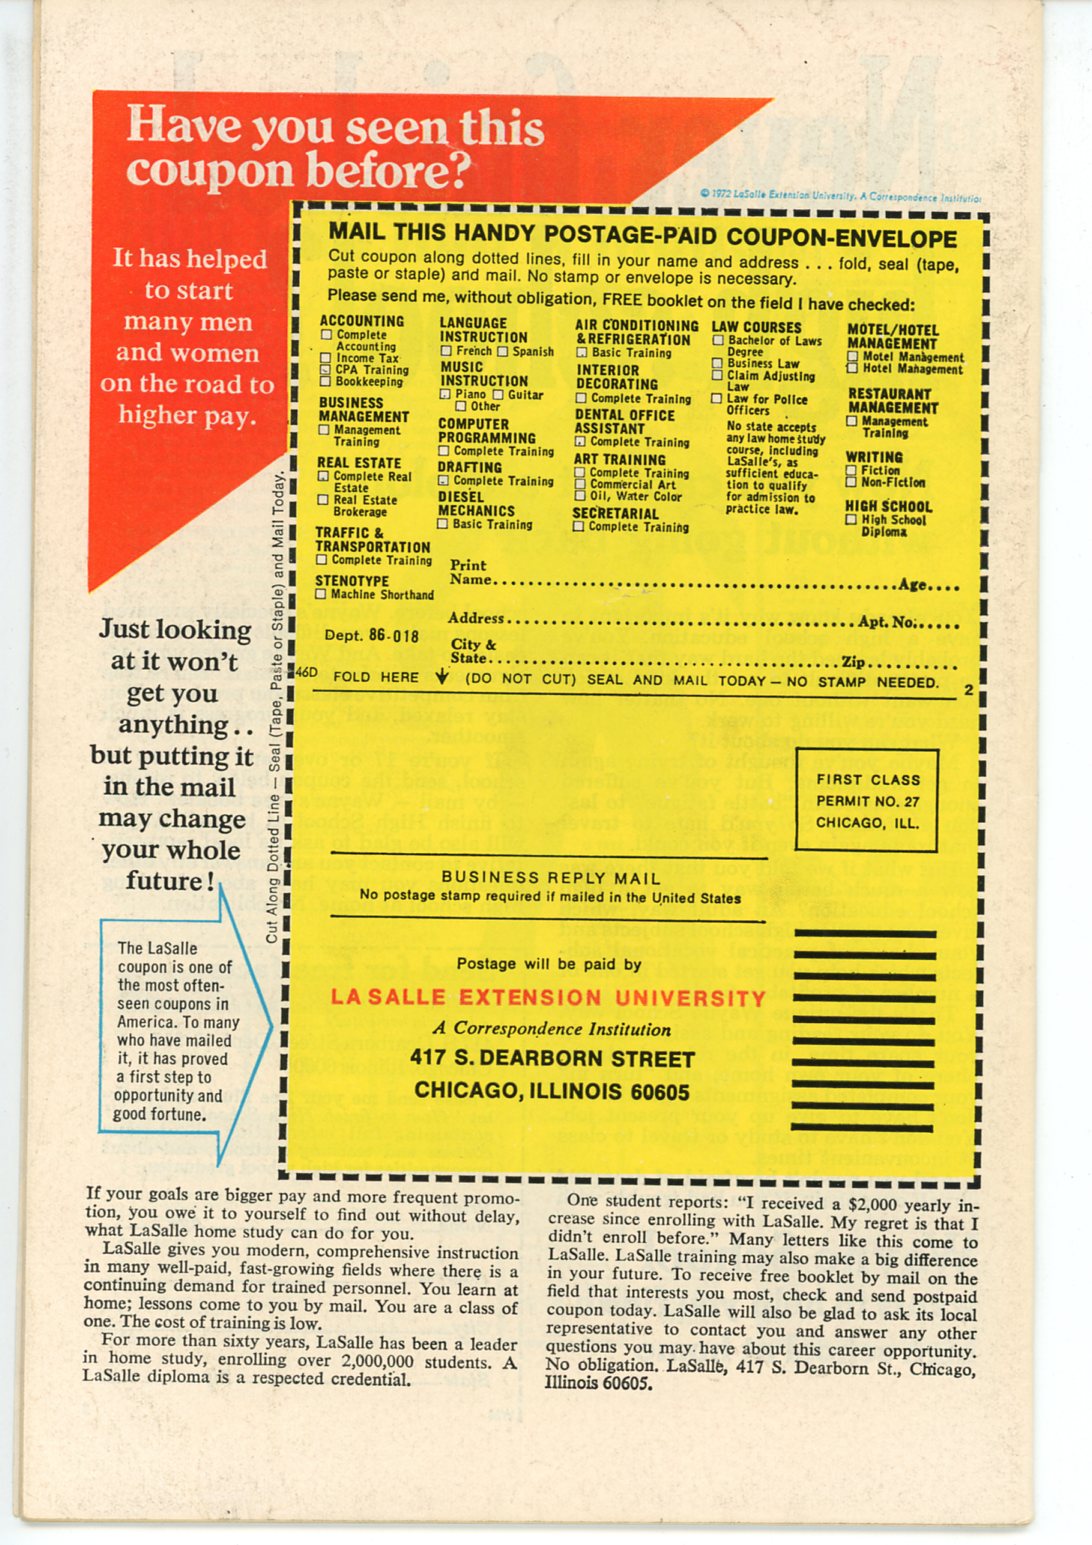 Have you seen this
coupon before?
© 1972 LaSalle Extension University, A Correspondence Institution
It has helped
to start
many men
and women
on the road to
higher pay.
MAIL THIS HANDY POSTAGE-PAID COUPON-ENVELOPE
Cut coupon along dotted lines, fill in your name and address . . . fold, seal (tape,
paste or staple) and mail. No stamp or envelope is necessary.
Please send me, without obligation, FREE booklet on the field I have checked:
ACCOUNTING
Complete
Accounting
Income Tax
CPA Training
Bookkeeping
BUSINESS
MANAGEMENT
Management
Training
REAL ESTATE
Complete Real
Estate
Real Estate
Brokerage
TRAFFIC &
TRANSPORTATION
Complete Training
STENOTYPE
Machine Shorthand
LANGUAGE
INSTRUCTION
French Spanish
MUSIC
INSTRUCTION
Piano Guitar
Other
COMPUTER
PROGRAMMING
Complete Training
DRAFTING
Complete Training
DIESEL
MECHANICS
Basic Training
AIR CONDITIONING
& REFRIGERATION
Basic Training
INTERIOR
DECORATING
Complete Training
DENTAL OFFICE
ASSISTANT
Complete Training
ART TRAINING
Complete Training
Commercial Art
Oil, Water Color
SECRETARIAL
Complete Training
LAW COURSES
Bachelor of Laws
Degree
Business Law
Claim Adjusting
Law
Law for Police
Officers
No state accepts
any law home study
course, including
LaSalle's, as
sufficient educa-
tion to qualify
for admission to
practice law.
MOTEL/HOTEL
MANAGEMENT
Motel Management
Hotel Management
RESTAURANT
MANAGEMENT
Management
Training
WRITING
Fiction
Non-Fiction
HIGH SCHOOL
High School
Diploma
Print
Name.....Age....
Address.....Apt. No:.....
City &
State.....Zip.....
Dept. 86-018
46D FOLD HERE ↓ (DO NOT CUT) SEAL AND MAIL TODAY — NO STAMP NEEDED. 2
Cut Along Dotted Line — Seal (Tape, Paste or Staple) and Mail Today.
Just looking
at it won't
get you
anything . .
but putting it
in the mail
may change
your whole
future!
FIRST CLASS
PERMIT NO. 27
CHICAGO, ILL.
BUSINESS REPLY MAIL
No postage stamp required if mailed in the United States
Postage will be paid by
LA SALLE EXTENSION UNIVERSITY
A Correspondence Institution
417 S. DEARBORN STREET
CHICAGO, ILLINOIS 60605
The LaSalle
coupon is one of
the most often-
seen coupons in
America. To many
who have mailed
it, it has proved
a first step to
opportunity and
good fortune.
If your goals are bigger pay and more frequent promo-
tion, you owe it to yourself to find out without delay,
what LaSalle home study can do for you.
LaSalle gives you modern, comprehensive instruction
in many well-paid, fast-growing fields where there is a
continuing demand for trained personnel. You learn at
home; lessons come to you by mail. You are a class of
one. The cost of training is low.
For more than sixty years, LaSalle has been a leader
in home study, enrolling over 2,000,000 students. A
LaSalle diploma is a respected credential.
One student reports: "I received a $2,000 yearly in-
crease since enrolling with LaSalle. My regret is that I
didn't enroll before." Many letters like this come to
LaSalle. LaSalle training may also make a big difference
in your future. To receive free booklet by mail on the
field that interests you most, check and send postpaid
coupon today. LaSalle will also be glad to ask its local
representative to contact you and answer any other
questions you may have about this career opportunity.
No obligation. LaSalle, 417 S. Dearborn St., Chicago,
Illinois 60605.